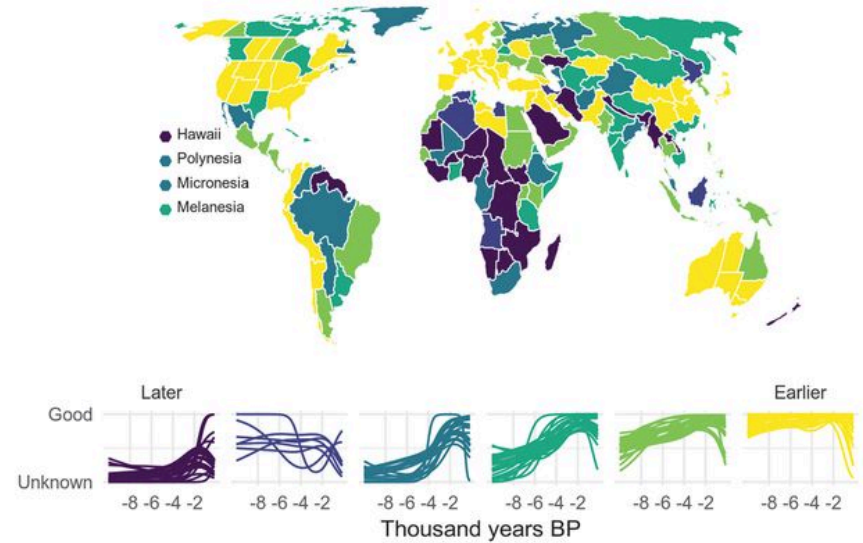 Hawaii
Polynesia
Micronesia
Melanesia
Later
Earlier
Good
Unknown
-8 -6 -4 -2 -8 -6 -4 -2 -8 -6 -4 -2 -8 -6 -4 -2 -8 -6 -4 -2 -8 -6 -4 -2
Thousand years BP